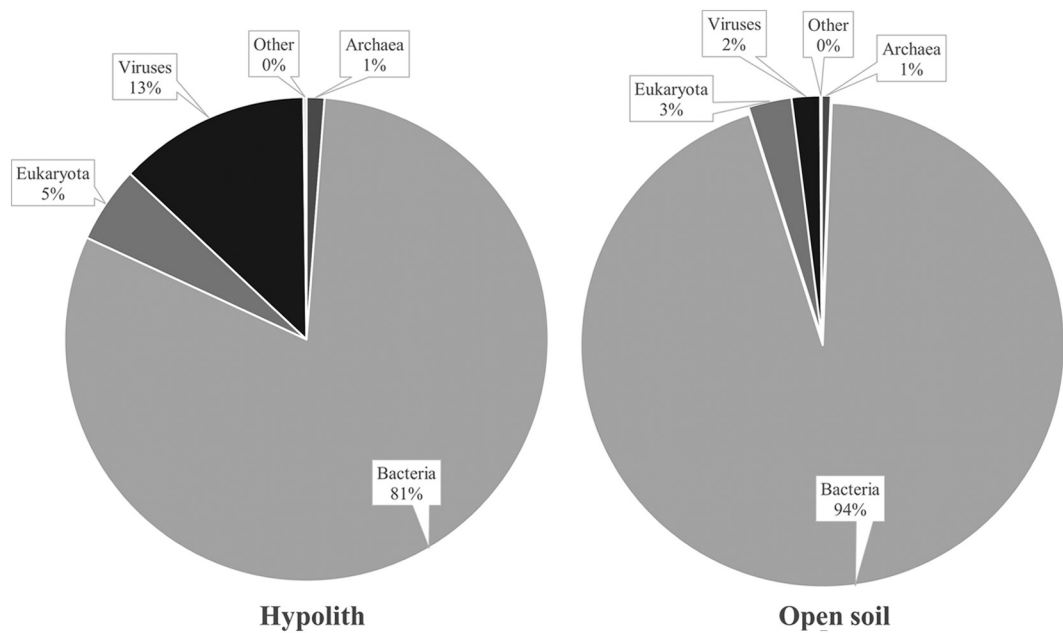 Other
0%
Archaea
1%
Viruses
13%
Eukaryota
5%
Bacteria
81%
Hypolith
Viruses
2%
Other
0%
Archaea
1%
Eukaryota
3%
Bacteria
94%
Open soil